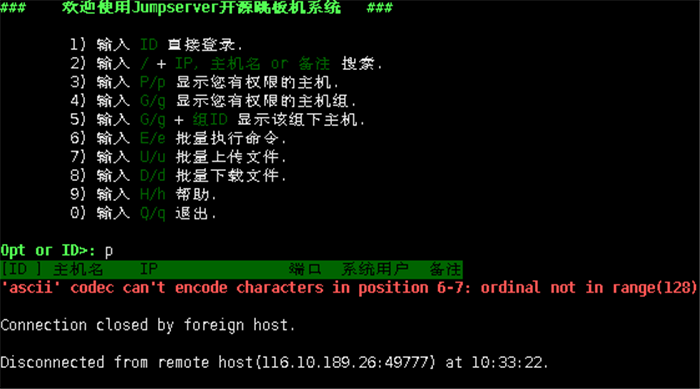 ###    欢迎使用Jumpserver开源跳板机系统   ###
1) 输入 ID 直接登录.
2) 输入 / + IP, 主机名 or 备注 搜索.
3) 输入 P/p 显示您有权限的主机.
4) 输入 G/g 显示您有权限的主机组.
5) 输入 G/g + 组ID 显示该组下主机.
6) 输入 E/e 批量执行命令.
7) 输入 U/u 批量上传文件.
8) 输入 D/d 批量下载文件.
9) 输入 H/h 帮助.
0) 输入 Q/q 退出.
Opt or ID>: p
[ID ] 主机名    IP              端口  系统用户  备注
'ascii' codec can't encode characters in position 6-7: ordinal not in range(128)
Connection closed by foreign host.
Disconnected from remote host(116.10.189.26:49777) at 10:33:22.